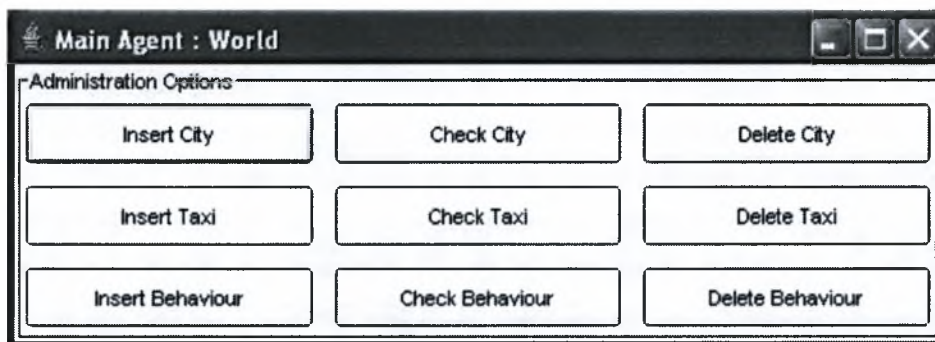 Main Agent : World
Administration Options
Insert City Check City Delete City
Insert Taxi Check Taxi Delete Taxi
Insert Behaviour Check Behaviour Delete Behaviour